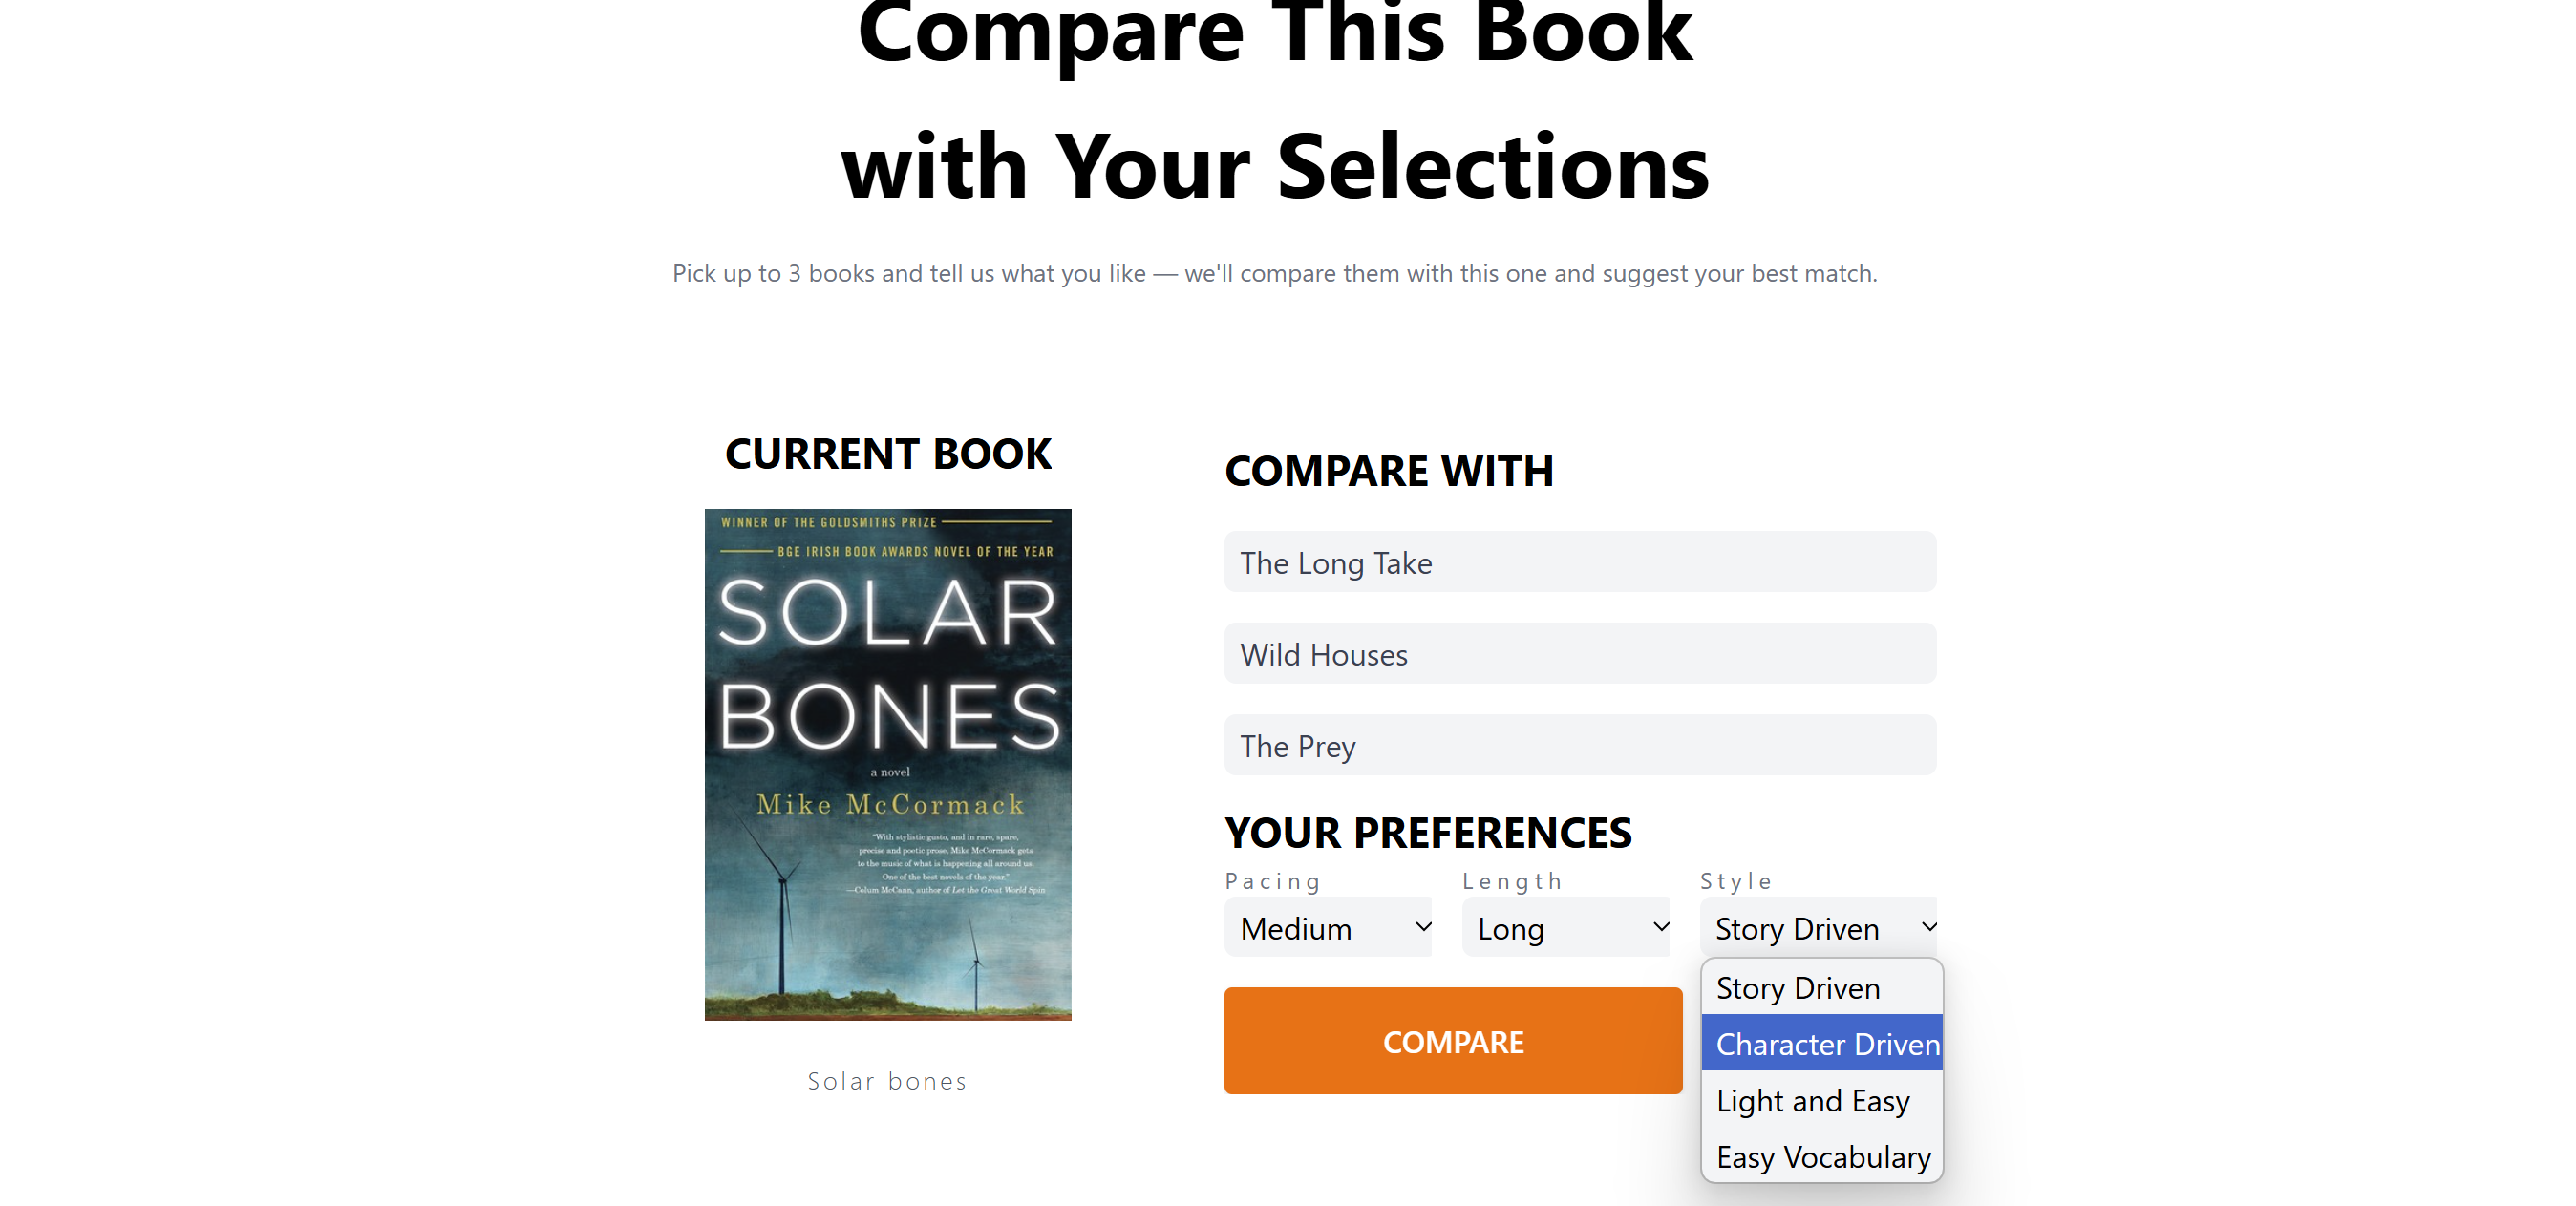 Compare This Book
with Your Selections
Pick up to 3 books and tell us what you like — we'll compare them with this one and suggest your best match.
CURRENT BOOK
WINNER OF THE GOLDSMITHS PRIZE
BGE IRISH BOOK AWARDS NOVEL OF THE YEAR
SOLAR
BONES
a novel
Mike McCormack
"With stylistic gusto, and in rare, spare,
precise and poetic prose, Mike McCormack gets
to the music of what is happening all around us.
One of the best novels of the year."
—Colum McCann, author of Let the Great World Spin
Solar bones
COMPARE WITH
The Long Take
Wild Houses
The Prey
YOUR PREFERENCES
Pacing
Length
Style
Medium
Long
Story Driven
Story Driven
Character Driven
Light and Easy
Easy Vocabulary
COMPARE